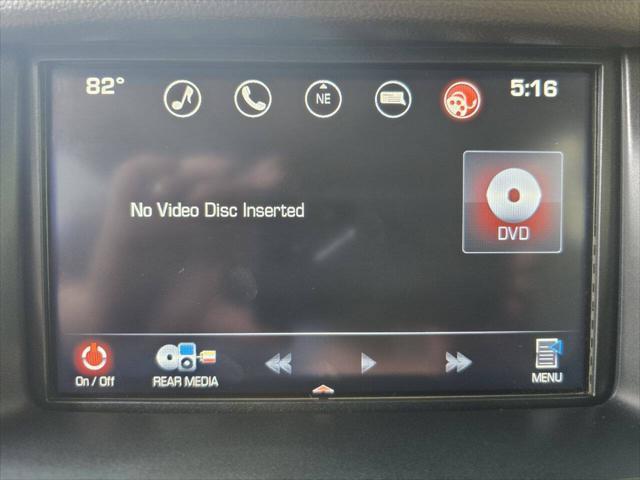 82° NE 5:16
No Video Disc Inserted
DVD
On / Off REAR MEDIA MENU